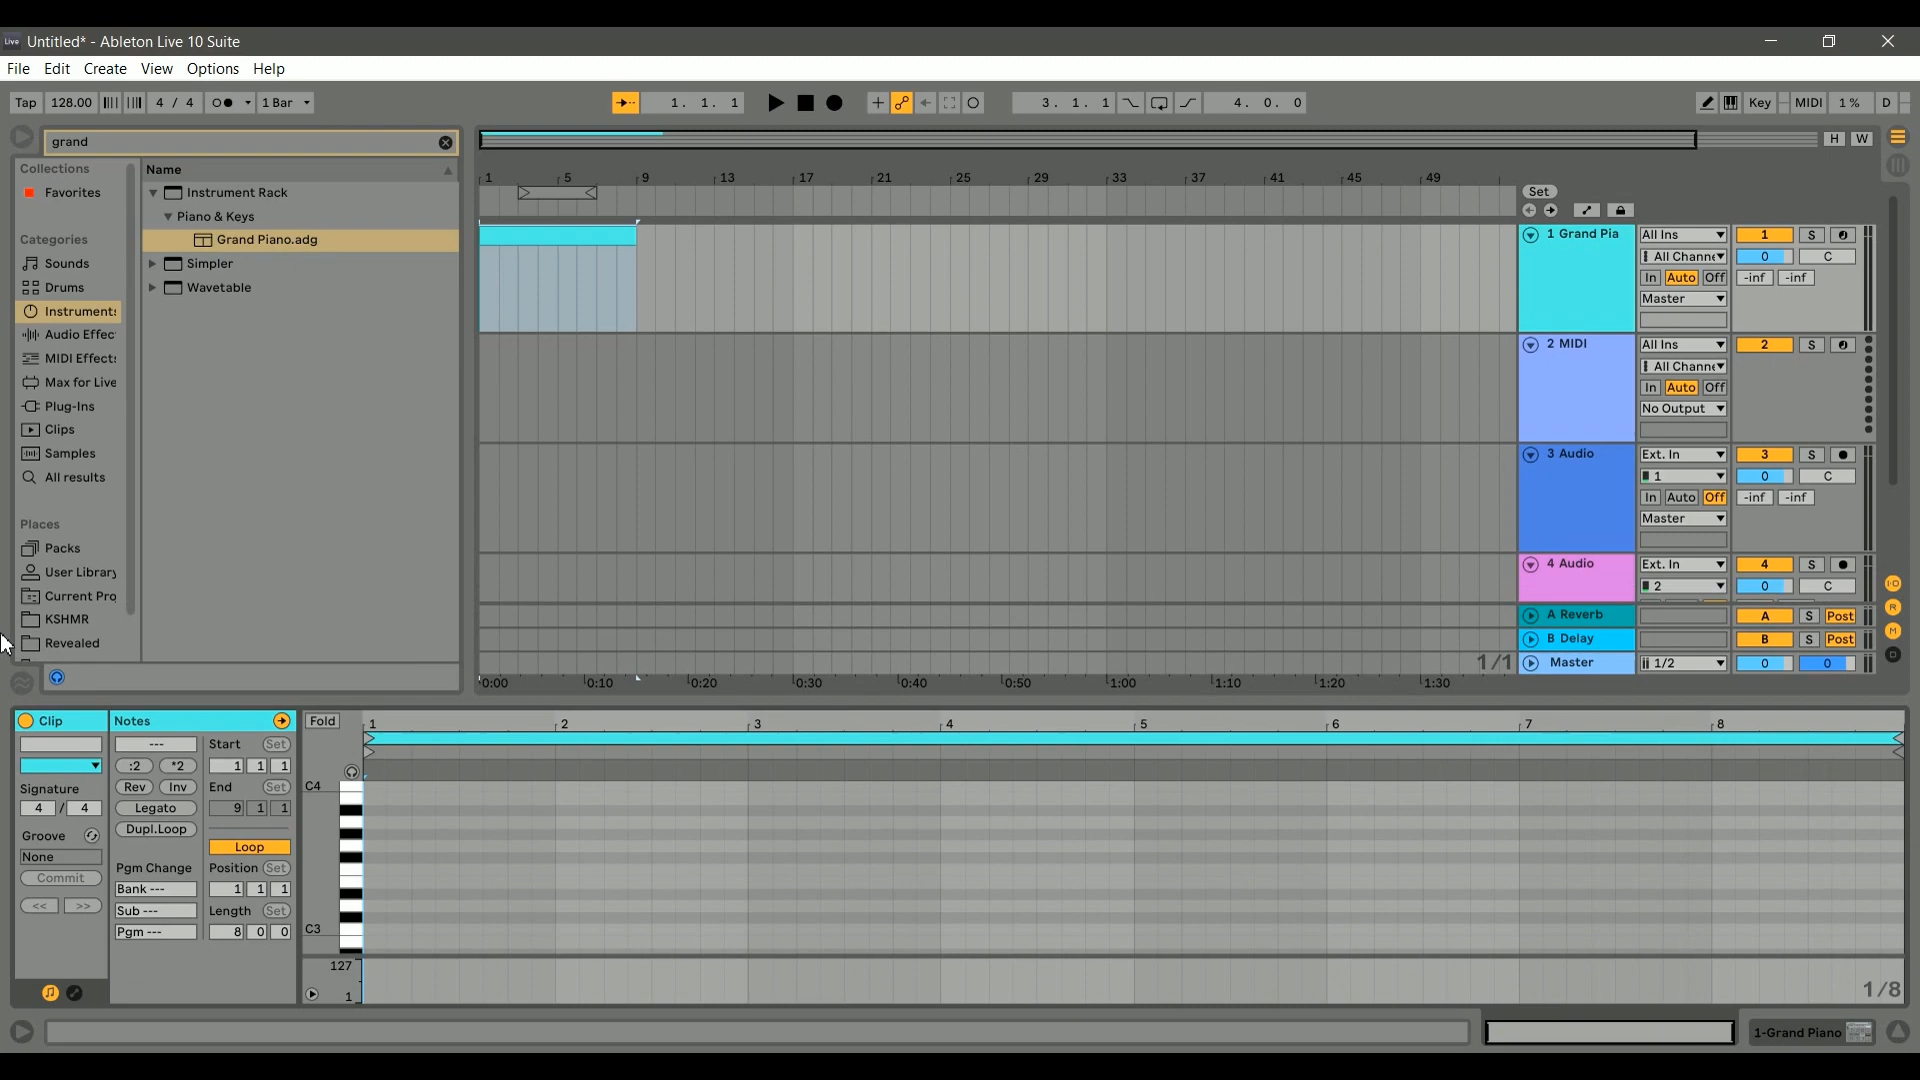 Live Untitled* - Ableton Live 10 Suite
File Edit Create View Options Help
Tap 128.00 4 / 4 1 Bar 1. 1. 1 3. 1. 1 4. 0. 0 Key MIDI 1 % D
grand
H W
Collections Name
Favorites Instrument Rack
Piano & Keys
Categories Grand Piano.adg
Sounds Simpler
Drums Wavetable
Instruments
Audio Effec
MIDI Effects
Max for Live
Plug-Ins
Clips
Samples
All results
Places
Packs
User Library
Current Pro
KSHMR
Revealed
1 5 9 13 17 21 25 29 33 37 41 45 49
Set
1 Grand Pia All Ins 1 S
All Channe 0 C
In Auto Off -inf -inf
Master
2 MIDI All Ins 2 S
All Channe
In Auto Off
No Output
3 Audio Ext. In 3 S
1 0 C
In Auto Off -inf -inf
Master
4 Audio Ext. In 4 S
2 0 C
A Reverb A S Post
B Delay B S Post
1/1 Master 1/2 0 0
0:00 0:10 0:20 0:30 0:40 0:50 1:00 1:10 1:20 1:30
I·O
R
M
D
Clip Notes Fold 1 2 3 4 5 6 7 8
--- Start Set
:2 *2 1 1 1
Signature Rev Inv End Set
4 / 4 Legato 9 1 1
Groove Dupl.Loop
None Loop
Commit Pgm Change Position Set
Bank --- 1 1 1
<< >> Sub --- Length Set
Pgm --- 8 0 0
C4
C3
127
1
1/8
1-Grand Piano